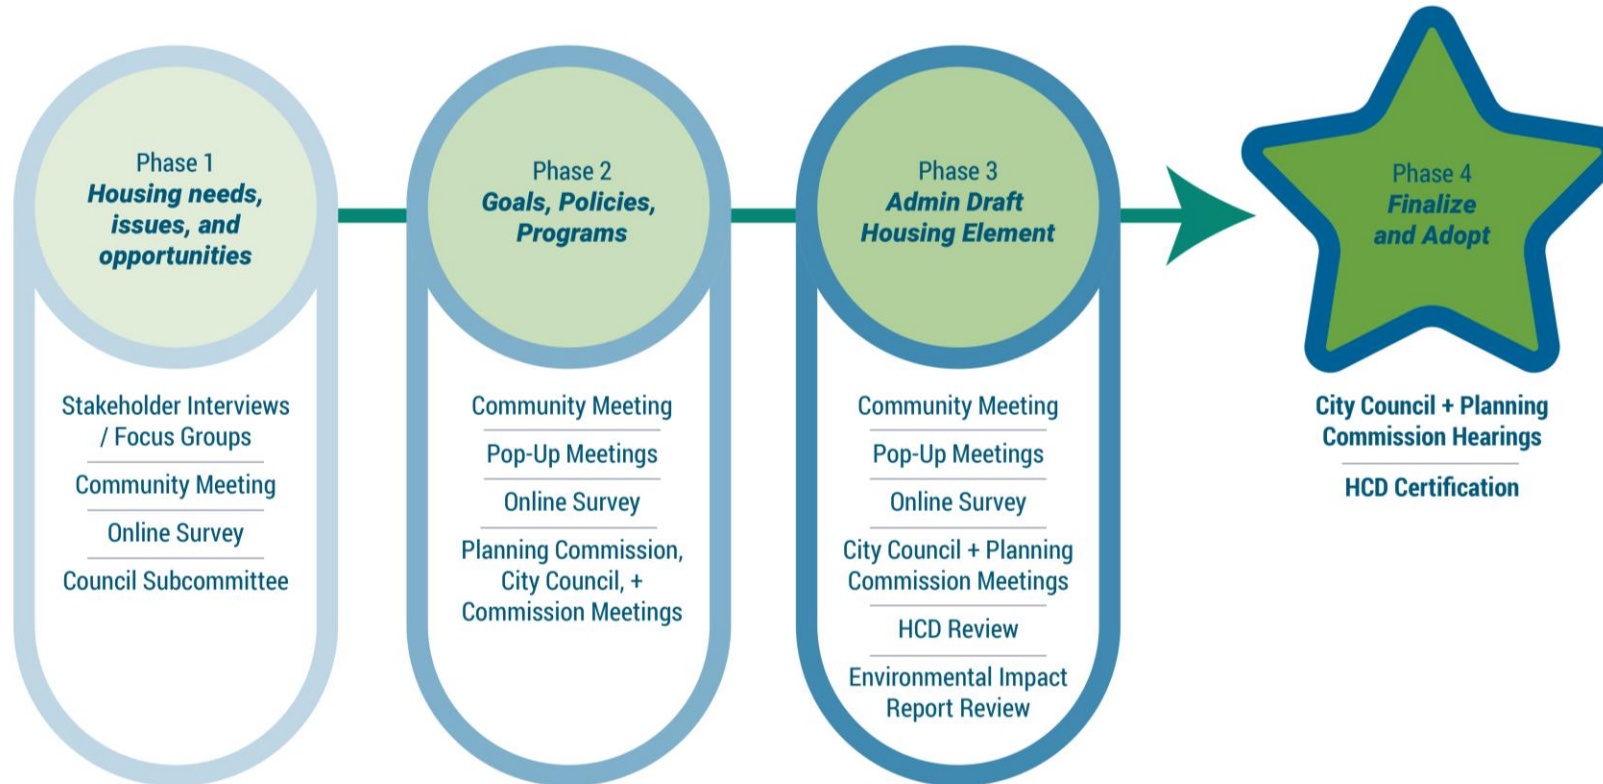 Phase 1
Housing needs,
issues, and
opportunities
Stakeholder Interviews
/ Focus Groups
Community Meeting
Online Survey
Council Subcommittee
Phase 2
Goals, Policies,
Programs
Community Meeting
Pop-Up Meetings
Online Survey
Planning Commission,
City Council, +
Commission Meetings
Phase 3
Admin Draft
Housing Element
Community Meeting
Pop-Up Meetings
Online Survey
City Council + Planning
Commission Meetings
HCD Review
Environmental Impact
Report Review
Phase 4
Finalize
and Adopt
City Council + Planning
Commission Hearings
HCD Certification